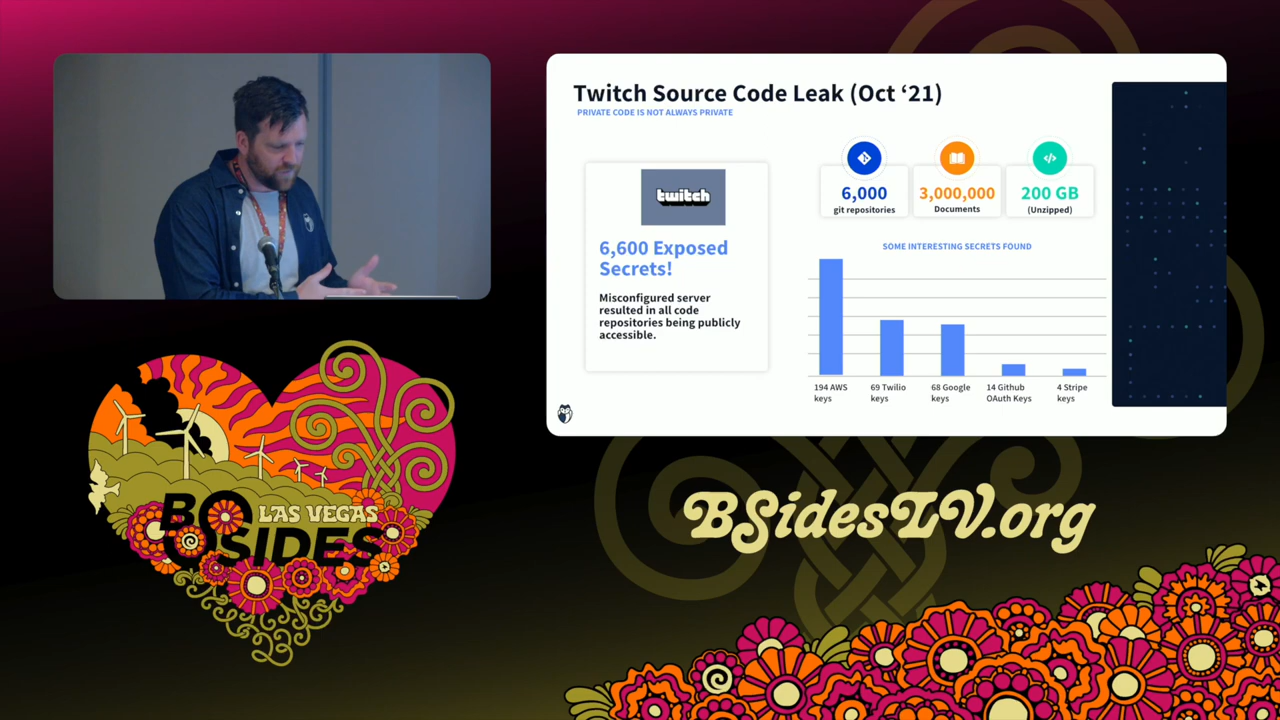 Twitch Source Code Leak (Oct ‘21)
PRIVATE CODE IS NOT ALWAYS PRIVATE
twitch
6,600 Exposed
Secrets!
Misconfigured server
resulted in all code
repositories being publicly
accessible.
6,000
git repositories
3,000,000
Documents
200 GB
(Unzipped)
SOME INTERESTING SECRETS FOUND
194 AWS
keys
69 Twilio
keys
68 Google
keys
14 Github
OAuth Keys
4 Stripe
keys
LAS VEGAS
BSIDES
BSidesLV.org